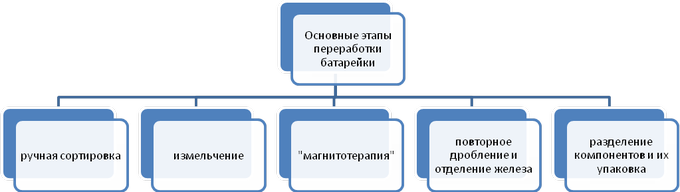 Основные этапы
переработки
батарейки
ручная сортировка
измельчение
"магнитотерапия"
повторное
дробление и
отделение железа
разделение
компонентов и их
упаковка